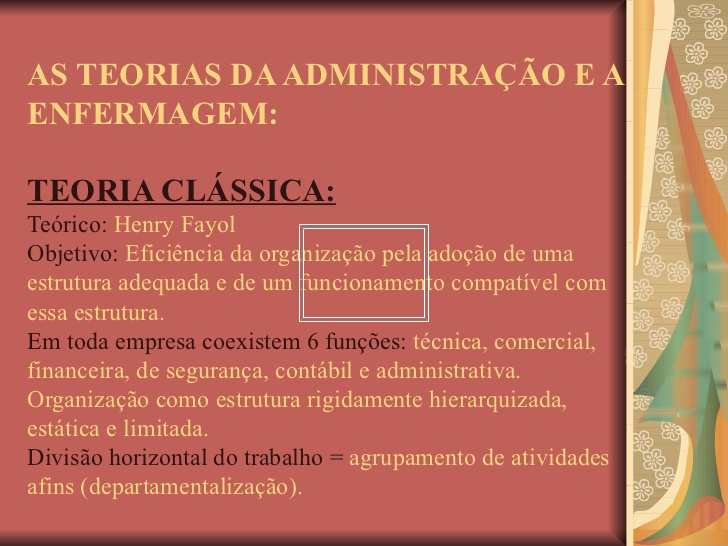 AS TEORIAS DA ADMINISTRAÇÃO E A
ENFERMAGEM:
TEORIA CLÁSSICA:
Teórico: Henry Fayol
Objetivo: Eficiência da organização pela adoção de uma
estrutura adequada e de um funcionamento compatível com
essa estrutura.
Em toda empresa coexistem 6 funções: técnica, comercial,
financeira, de segurança, contábil e administrativa.
Organização como estrutura rigidamente hierarquizada,
estática e limitada.
Divisão horizontal do trabalho = agrupamento de atividades
afins (departamentalização).